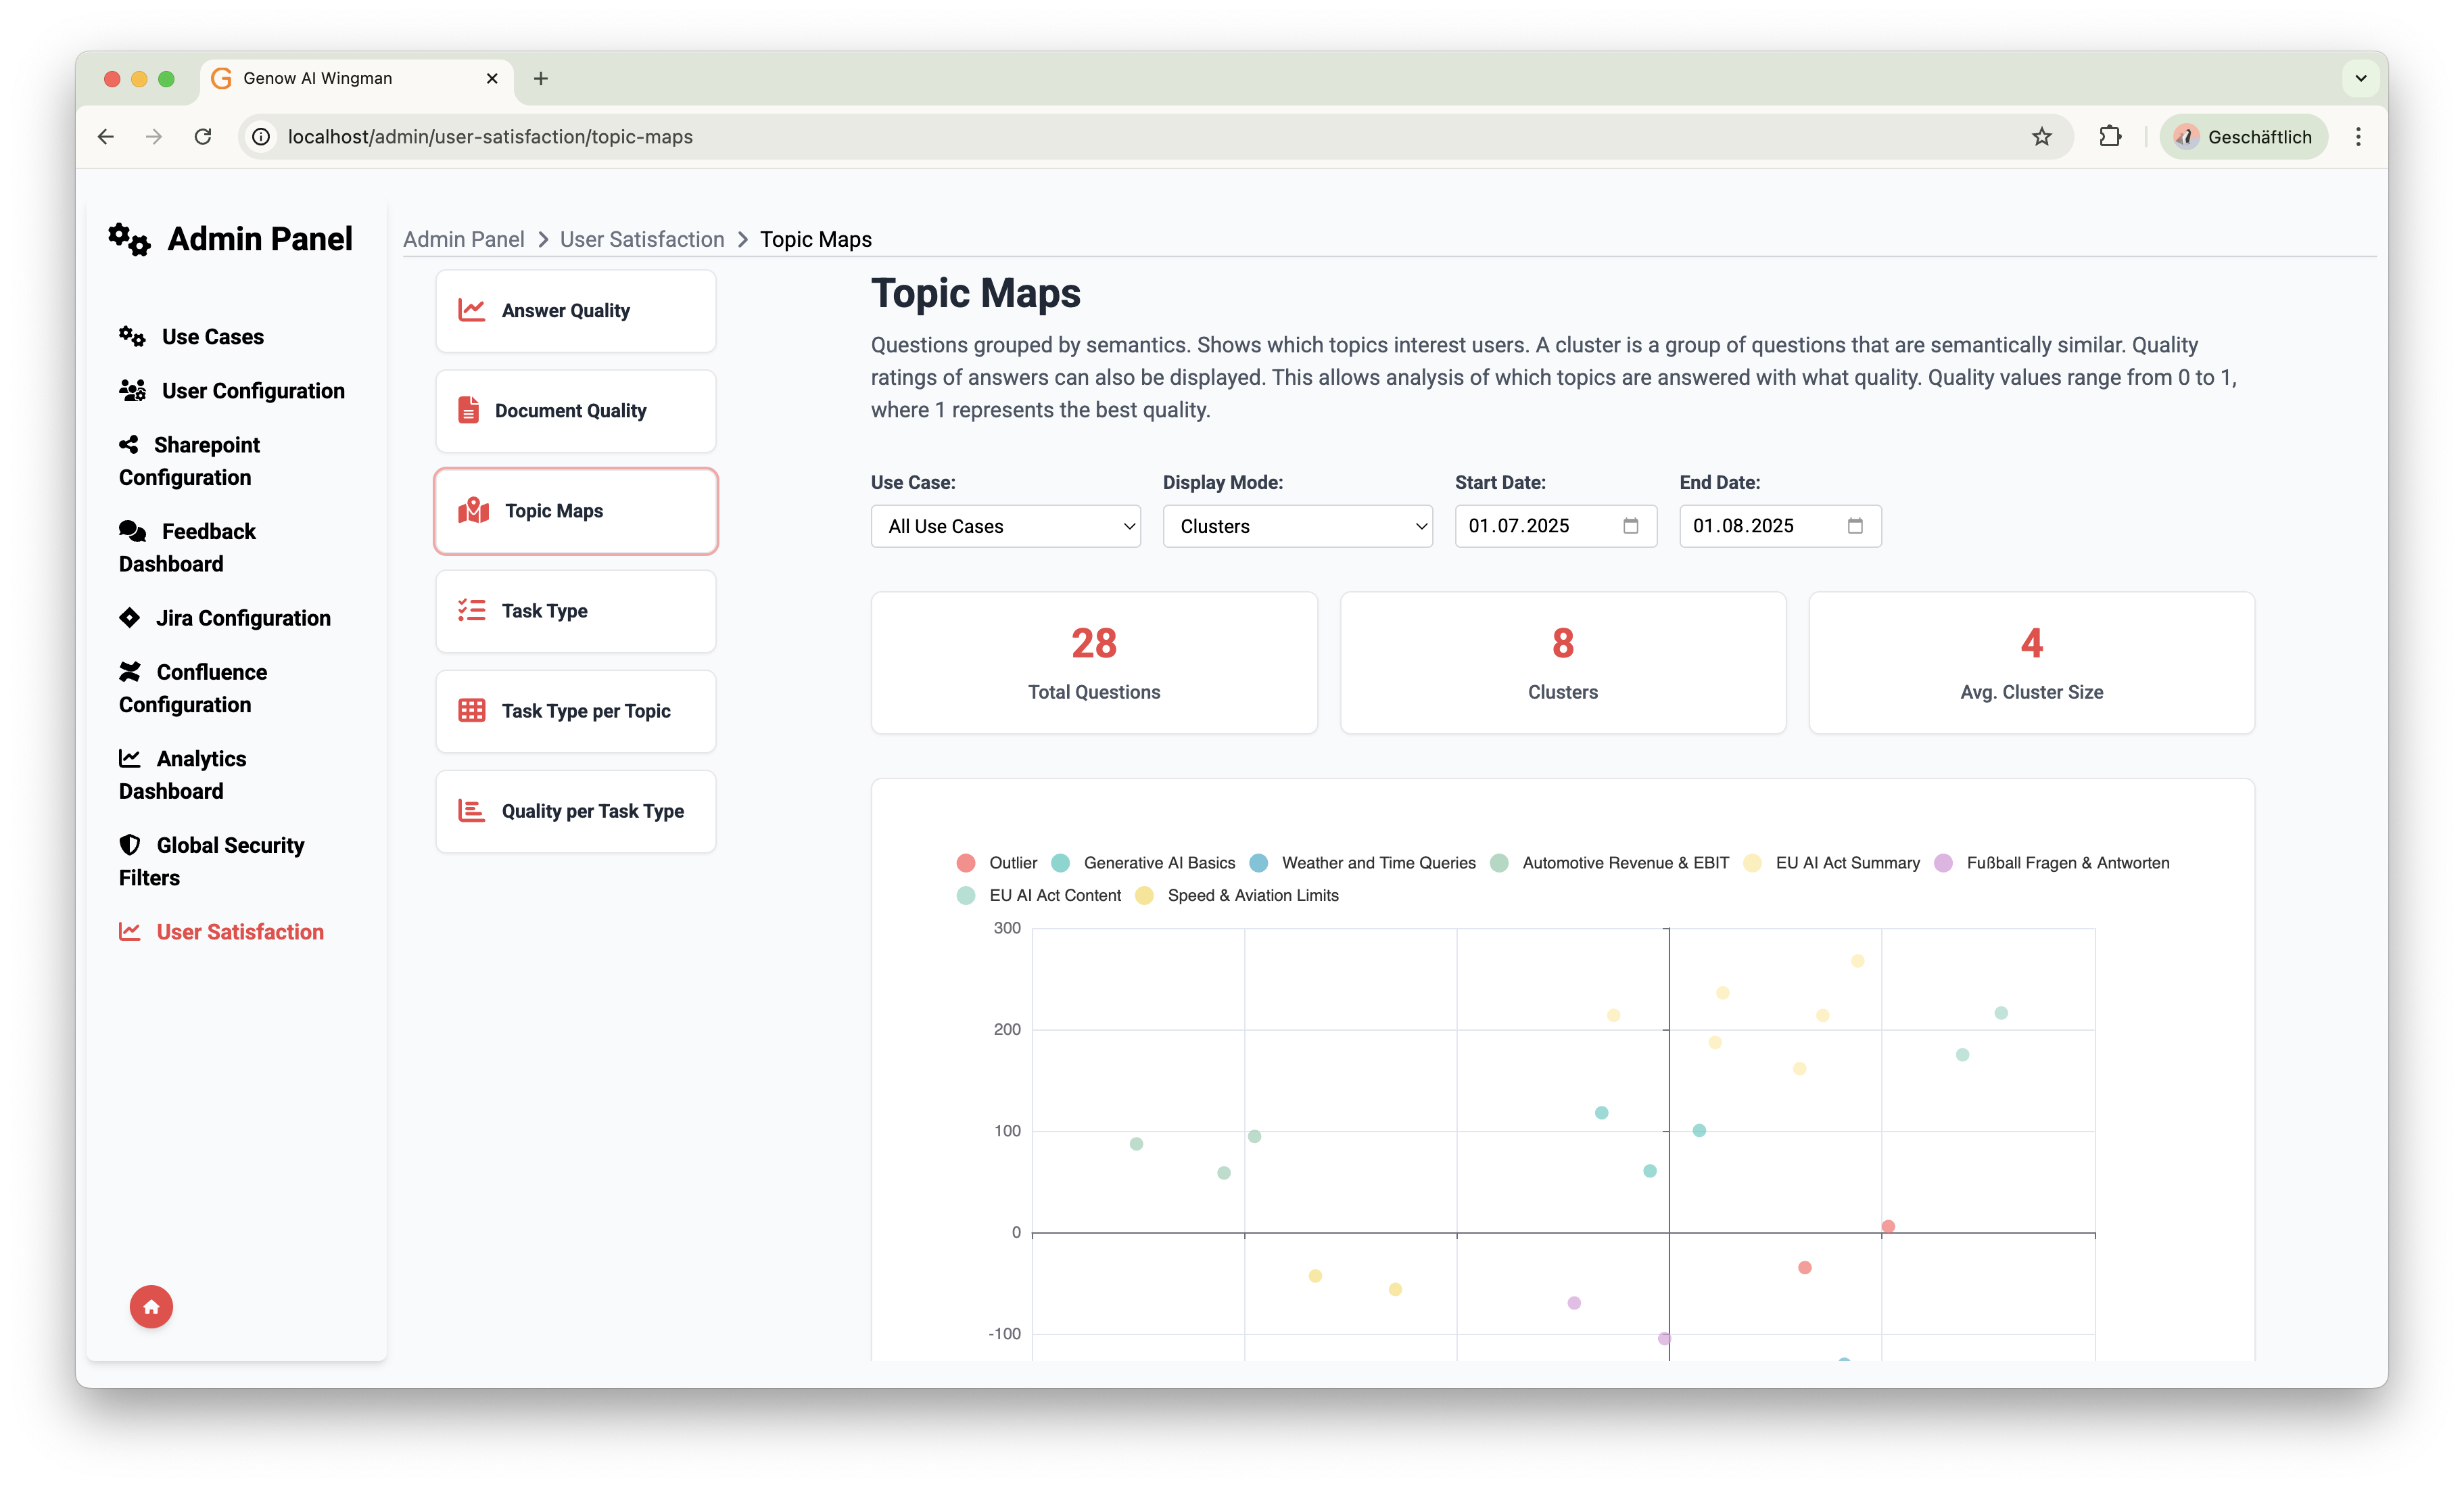 Genow AI Wingman
localhost/admin/user-satisfaction/topic-maps
Geschäftlich
Admin Panel
Admin Panel > User Satisfaction > Topic Maps
Use Cases
User Configuration
Sharepoint
Configuration
Feedback
Dashboard
Jira Configuration
Confluence
Configuration
Analytics
Dashboard
Global Security
Filters
User Satisfaction
Answer Quality
Document Quality
Topic Maps
Task Type
Task Type per Topic
Quality per Task Type
Topic Maps
Questions grouped by semantics. Shows which topics interest users. A cluster is a group of questions that are semantically similar. Quality
ratings of answers can also be displayed. This allows analysis of which topics are answered with what quality. Quality values range from 0 to 1,
where 1 represents the best quality.
Use Case: Display Mode: Start Date: End Date:
All Use Cases Clusters 01.07.2025 01.08.2025
28 8 4
Total Questions Clusters Avg. Cluster Size
Outlier Generative AI Basics Weather and Time Queries Automotive Revenue & EBIT EU AI Act Summary Fußball Fragen & Antworten
EU AI Act Content Speed & Aviation Limits
300
200
100
0
-100